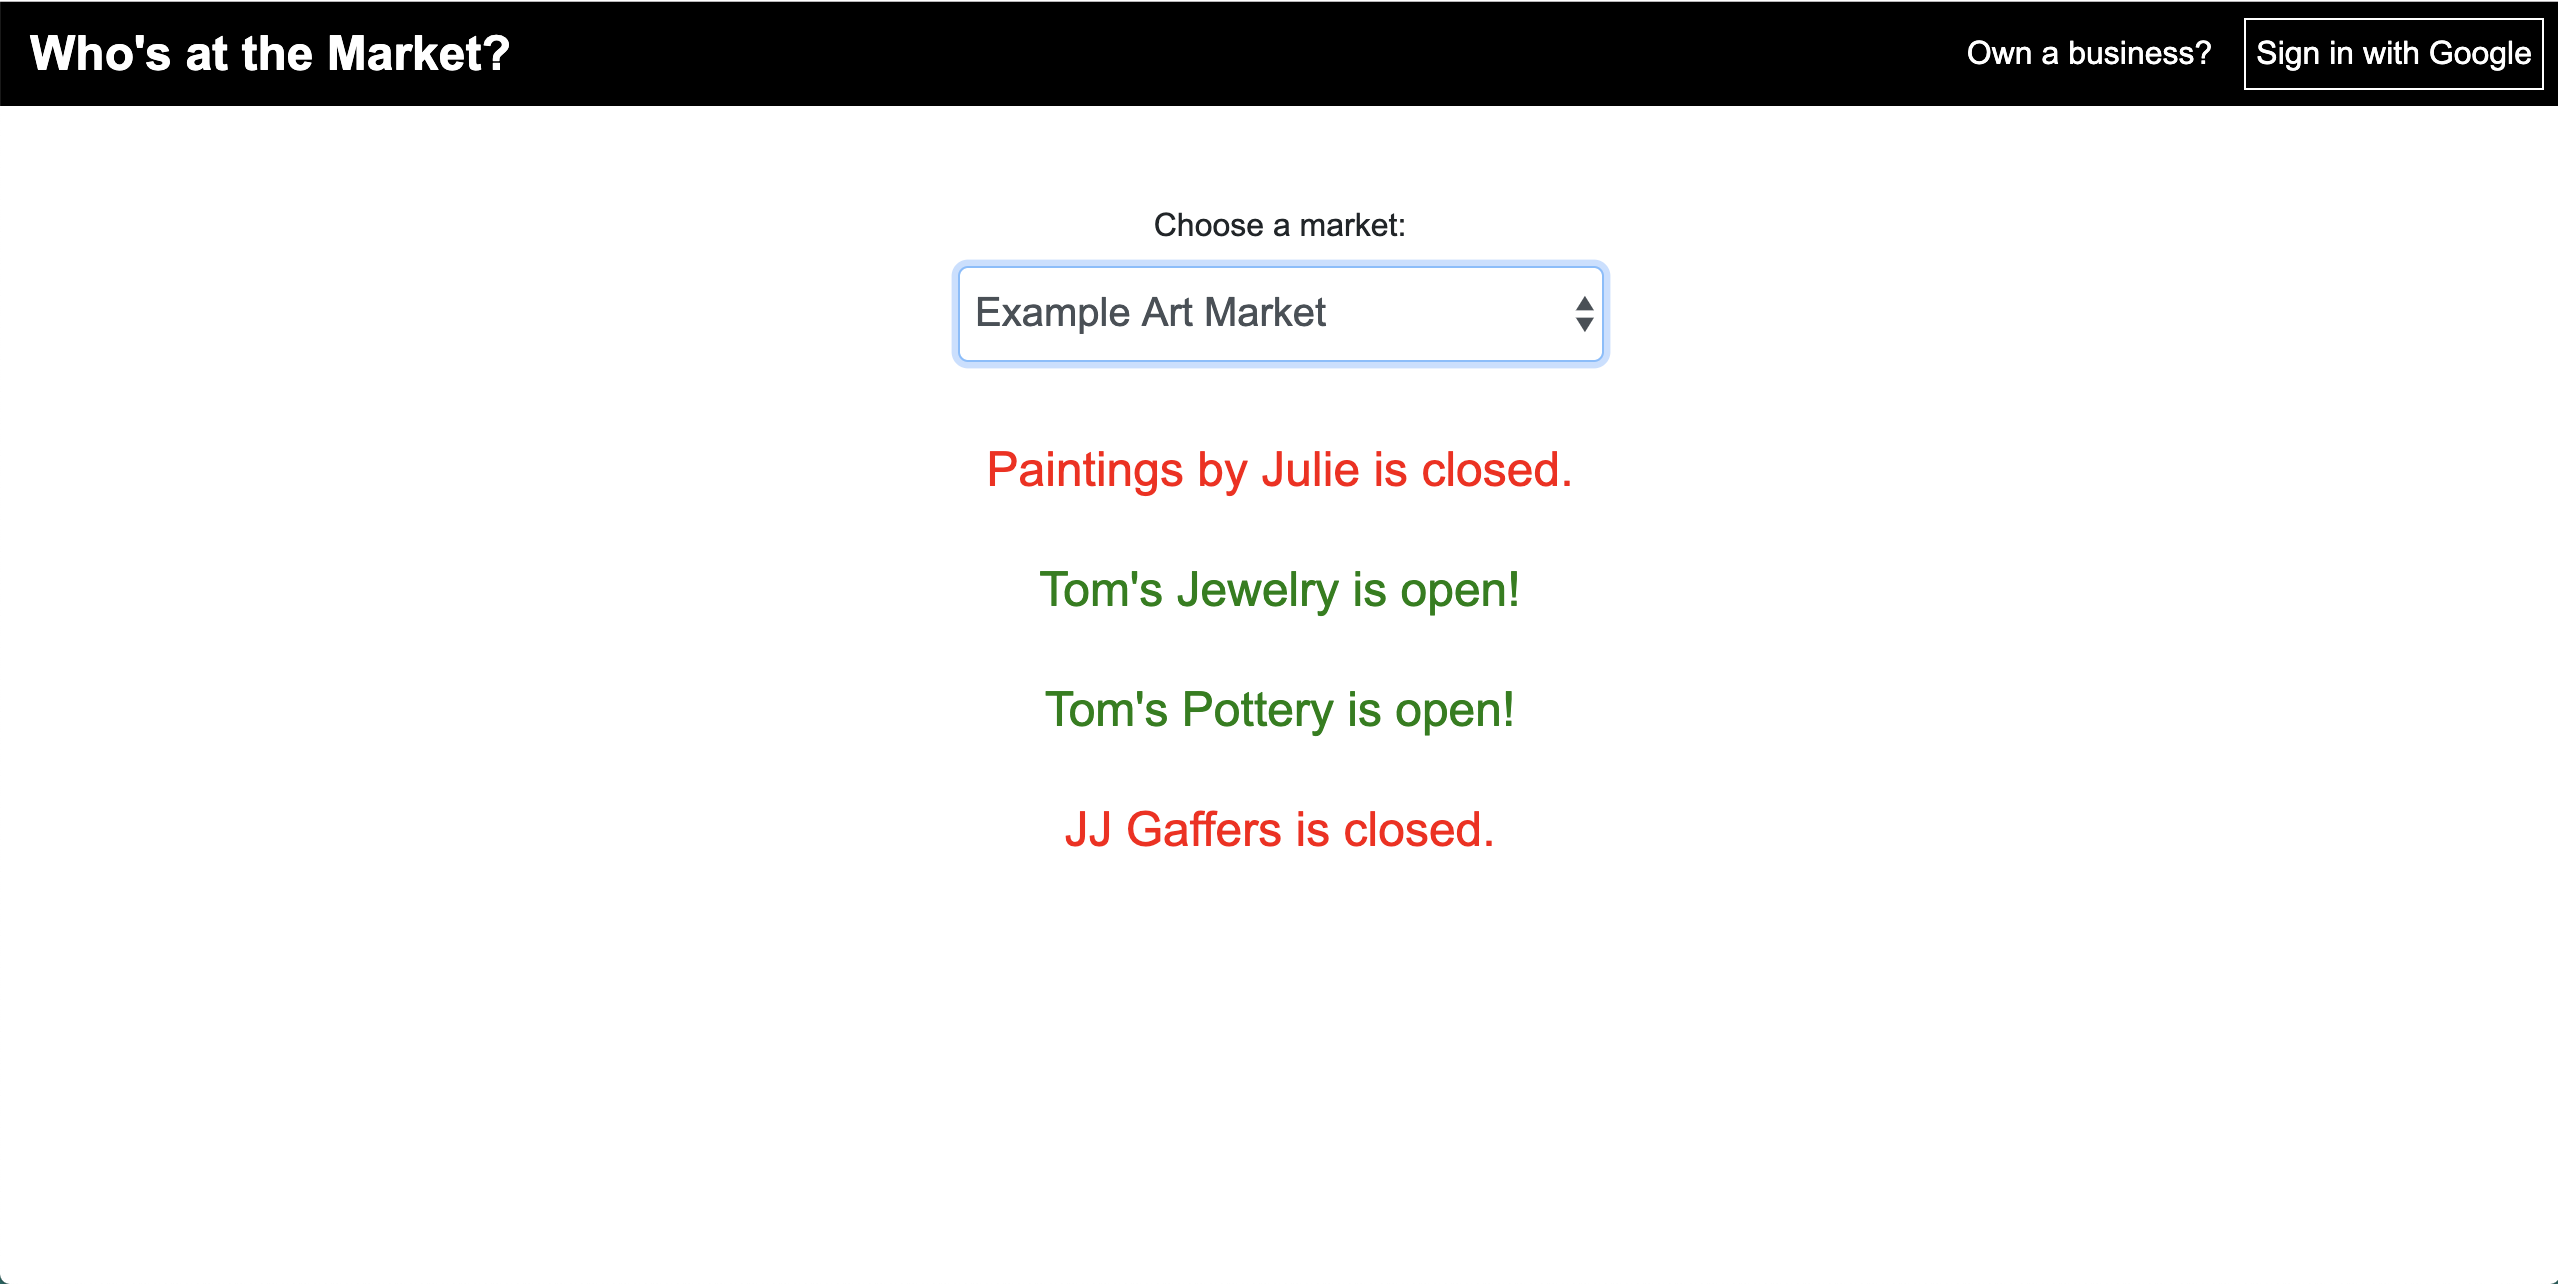 Who's at the Market?
Own a business?
Sign in with Google
Choose a market:
Example Art Market
Paintings by Julie is closed.
Tom's Jewelry is open!
Tom's Pottery is open!
JJ Gaffers is closed.